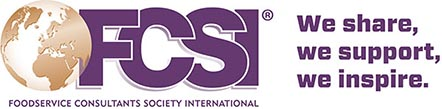 FCSI®
FOODSERVICE CONSULTANTS SOCIETY INTERNATIONAL
We share,
we support,
we inspire.